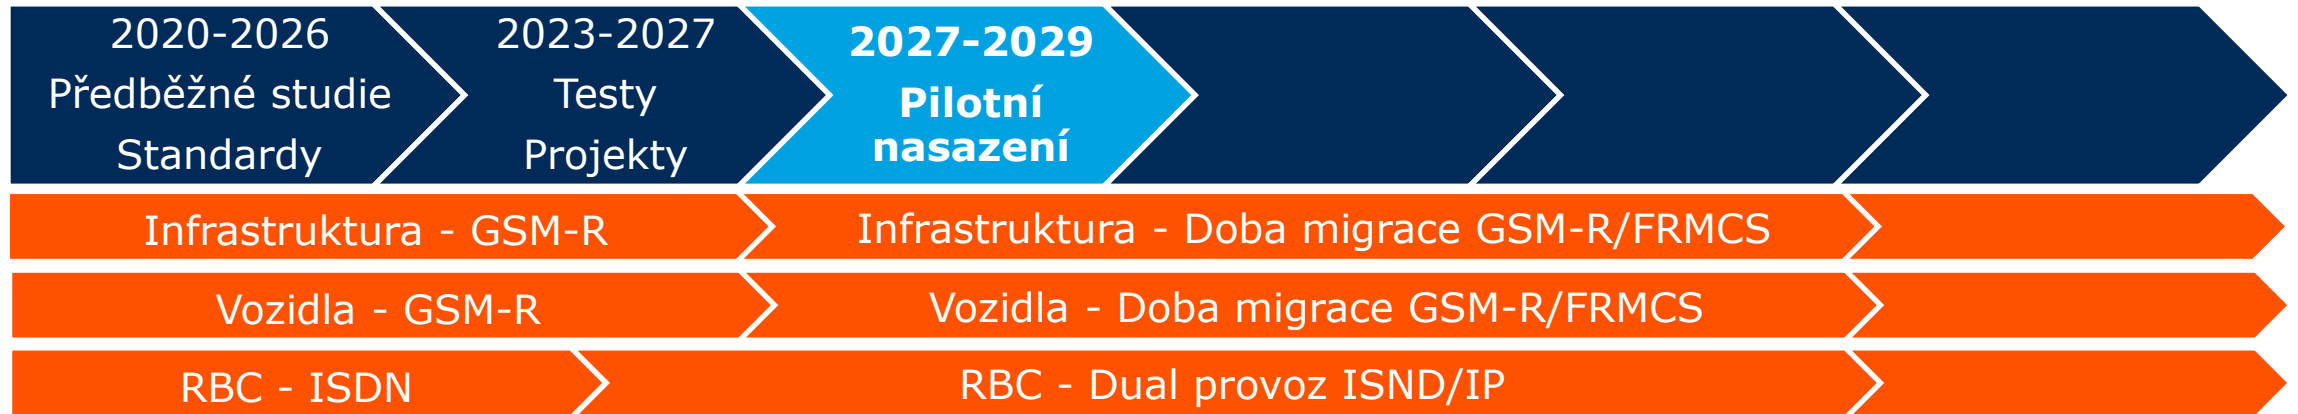 2020-2026
Předběžné studie
Standardy
2023-2027
Testy
Projekty
2027-2029
Pilotní
nasazení
Infrastruktura - GSM-R
Infrastruktura - Doba migrace GSM-R/FRMCS
Vozidla - GSM-R
Vozidla - Doba migrace GSM-R/FRMCS
RBC - ISDN
RBC - Dual provoz ISND/IP